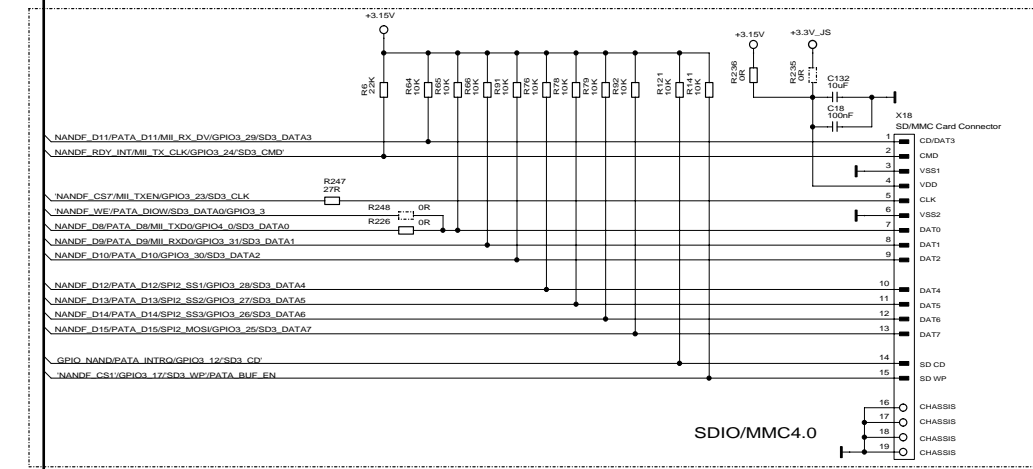 +3.15V
+3.15V
+3.3V_JS
R6
22K
R64
10K
R65
10K
R66
10K
R91
10K
R76
10K
R78
10K
R79
10K
R92
10K
R121
10K
R141
10K
R236
0R
R235
0R
C132
10uF
C18
100nF
X18
SD/MMC Card Connector
NANDF_D11/PATA_D11/MII_RX_DV/GPIO3_29/SD3_DATA3
1
CD/DAT3
NANDF_RDY_INT/MII_TX_CLK/GPIO3_24/SD3_CMD'
2
CMD
3
VSS1
4
VDD
R247
27R
'NANDF_CS7'/MII_TXEN/GPIO3_23/SD3_CLK
5
CLK
'NANDF_WE'/PATA_DIOW/SD3_DATA0/GPIO3_3
R248
0R
6
VSS2
NANDF_D8/PATA_D8/MII_TXD0/GPIO4_0/SD3_DATA0
R226
0R
7
DAT0
NANDF_D9/PATA_D9/MII_RXD0/GPIO3_31/SD3_DATA1
8
DAT1
NANDF_D10/PATA_D10/GPIO3_30/SD3_DATA2
9
DAT2
NANDF_D12/PATA_D12/SPI2_SS1/GPIO3_28/SD3_DATA4
10
DAT4
NANDF_D13/PATA_D13/SPI2_SS2/GPIO3_27/SD3_DATA5
11
DAT5
NANDF_D14/PATA_D14/SPI2_SS3/GPIO3_26/SD3_DATA6
12
DAT6
NANDF_D15/PATA_D15/SPI2_MOSI/GPIO3_25/SD3_DATA7
13
DAT7
GPIO_NAND/PATA_INTRQ/GPIO3_12/'SD3_CD'
14
SD CD
'NANDF_CS1'/GPIO3_17/'SD3_WP'/PATA_BUF_EN
15
SD WP
16
CHASSIS
17
CHASSIS
18
CHASSIS
19
CHASSIS
SDIO/MMC4.0